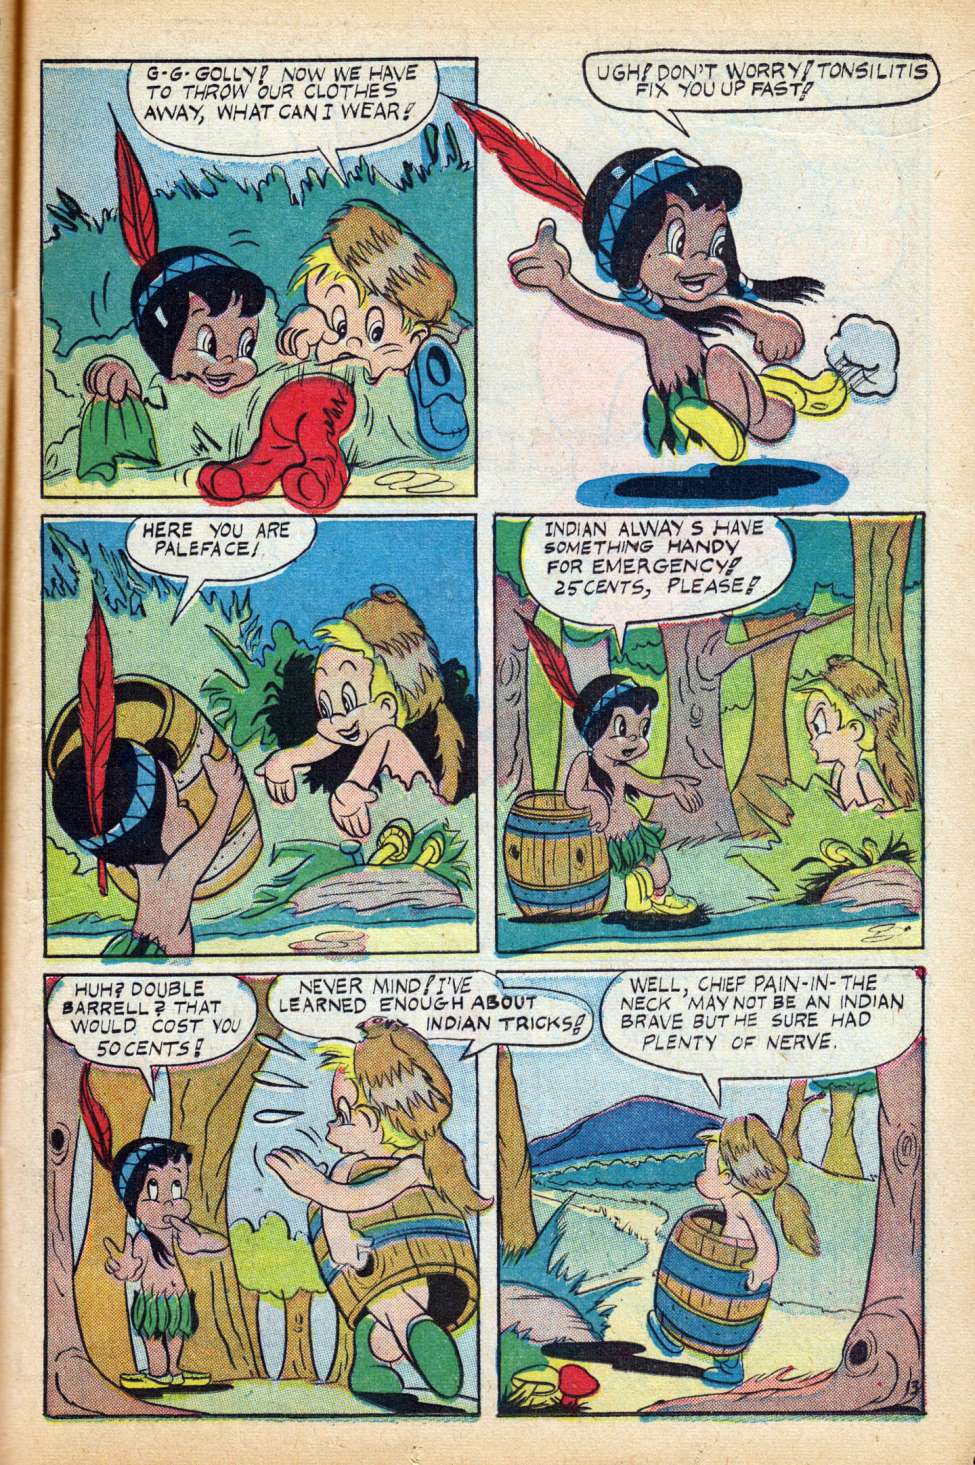 G-G-GOLLY! NOW WE HAVE
TO THROW OUR CLOTHES
AWAY, WHAT CAN I WEAR!
UGH! DON'T WORRY! TONSILITIS
FIX YOU UP FAST!
HERE YOU ARE
PALEFACE!
INDIAN ALWAYS HAVE
SOMETHING HANDY
FOR EMERGENCY!
25 CENTS, PLEASE!
HUH? DOUBLE
BARRELL? THAT
WOULD COST YOU
50 CENTS!
NEVER MIND! I'VE
LEARNED ENOUGH ABOUT
INDIAN TRICKS!
WELL, CHIEF PAIN-IN-THE
NECK 'MAY NOT BE AN INDIAN
BRAVE BUT HE SURE HAD
PLENTY OF NERVE.
13